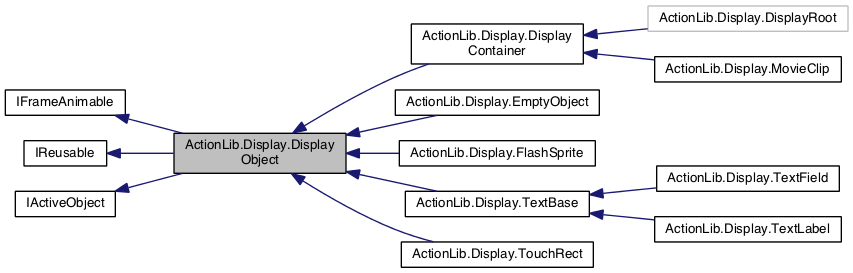 IFrameAnimable
IReusable
IActiveObject
ActionLib.Display.Display
Object
ActionLib.Display.Display
Container
ActionLib.Display.EmptyObject
ActionLib.Display.FlashSprite
ActionLib.Display.TextBase
ActionLib.Display.TouchRect
ActionLib.Display.DisplayRoot
ActionLib.Display.MovieClip
ActionLib.Display.TextField
ActionLib.Display.TextLabel